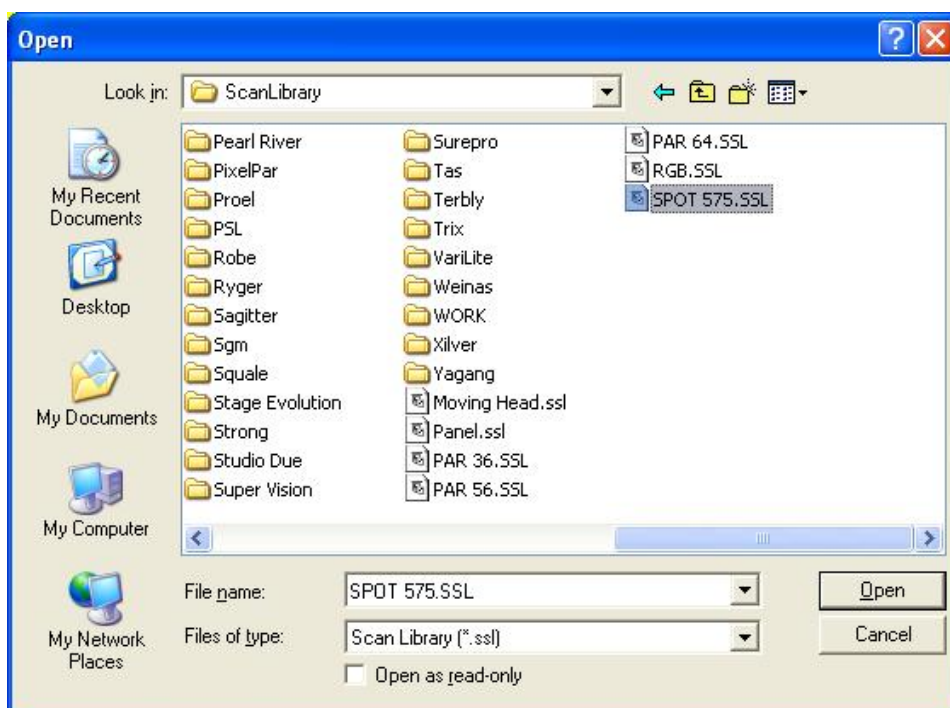 Open
Look in:
ScanLibrary
My Recent
Documents
Desktop
My Documents
My Computer
My Network
Places
Pearl River
PixelPar
Proel
PSL
Robe
Ryger
Sagitter
Sgm
Squale
Stage Evolution
Strong
Studio Due
Super Vision
Surepro
Tas
Terbly
Trix
VariLite
Weinas
WORK
Xilver
Yagang
Moving Head.ssl
Panel.ssl
PAR 36.SSL
PAR 56.SSL
PAR 64.SSL
RGB.SSL
SPOT 575.SSL
File name:
SPOT 575.SSL
Open
Files of type:
Scan Library (*.ssl)
Cancel
Open as read-only